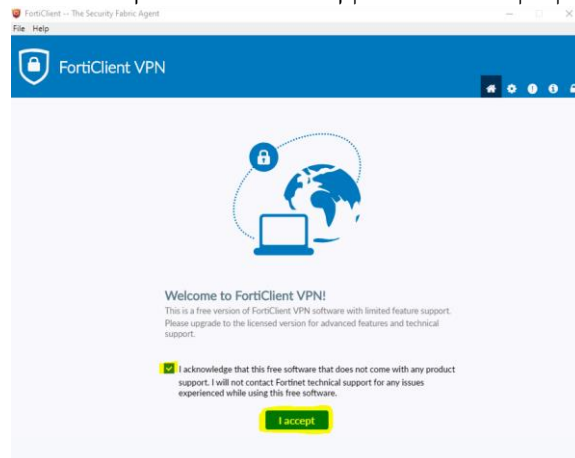 FortiClient -- The Security Fabric Agent
File Help
FortiClient VPN
Welcome to FortiClient VPN!
This is a free version of FortiClient VPN software with limited feature support.
Please upgrade to the licensed version for advanced features and technical
support.
I acknowledge that this free software that does not come with any product
support. I will not contact Fortinet technical support for any issues
experienced while using this free software.
I accept